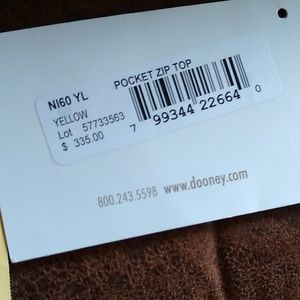 NI60 YL
POCKET ZIP TOP
YELLOW
Lot 57733563
$ 335.00
7 99344 22664 0
800.243.5598 www.dooney.com